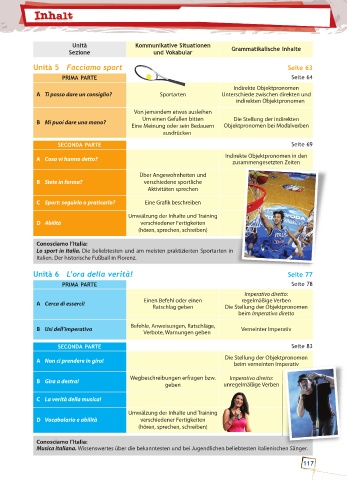 Inhalt
Unità Sezione
Kommunikative Situationen und Vokabular
Grammatikalische Inhalte
Unità 5 Facciamo sport Seite 63
PRIMA PARTE Seite 64
A Ti posso dare un consiglio?
Sportarten
Indirekte Objektpronomen
Unterschiede zwischen direkten und
indirekten Objektpronomen
B Mi puoi dare una mano?
Von jemandem etwas ausleihen
Um einen Gefallen bitten
Eine Meinung oder sein Bedauern
ausdrücken
Die Stellung der indirekten
Objektpronomen bei Modalverben
SECONDA PARTE Seite 69
A Cosa vi hanno detto?
Indirekte Objektpronomen in den
zusammengesetzten Zeiten
B State in forma?
Über Angewohnheiten und
verschiedene sportliche
Aktivitäten sprechen
C Sport: seguirlo o praticarlo?
Eine Grafik beschreiben
D Abilità
Umwälzung der Inhalte und Training
verschiedener Fertigkeiten
(hören, sprechen, schreiben)
Conosciamo l'Italia:
Lo sport in Italia. Die beliebtesten und am meisten praktizierten Sportarten in
Italien. Der historische Fußball in Florenz.
Unità 6 L'ora della verità! Seite 77
PRIMA PARTE Seite 78
A Cerca di esserci!
Einen Befehl oder einen
Ratschlag geben
Imperativo diretto:
regelmäßige Verben
Die Stellung der Objektpronomen
beim Imperativo diretto
B Usi dell'imperativo
Befehle, Anweisungen, Ratschläge,
Verbote, Warnungen geben
Verneinter Imperativ
SECONDA PARTE Seite 83
A Non ci prendere in giro!
Die Stellung der Objektpronomen
beim verneinten Imperativ
B Gira a destra!
Wegbeschreibungen erfragen bzw.
geben
Imperativo diretto:
unregelmäßige Verben
C La verità della musica!
D Vocabolario e abilità
Umwälzung der Inhalte und Training
verschiedener Fertigkeiten
(hören, sprechen, schreiben)
Conosciamo l'Italia:
Musica italiana. Wissenswertes über die bekanntesten und bei Jugendlichen beliebtesten italienischen Sänger.
117